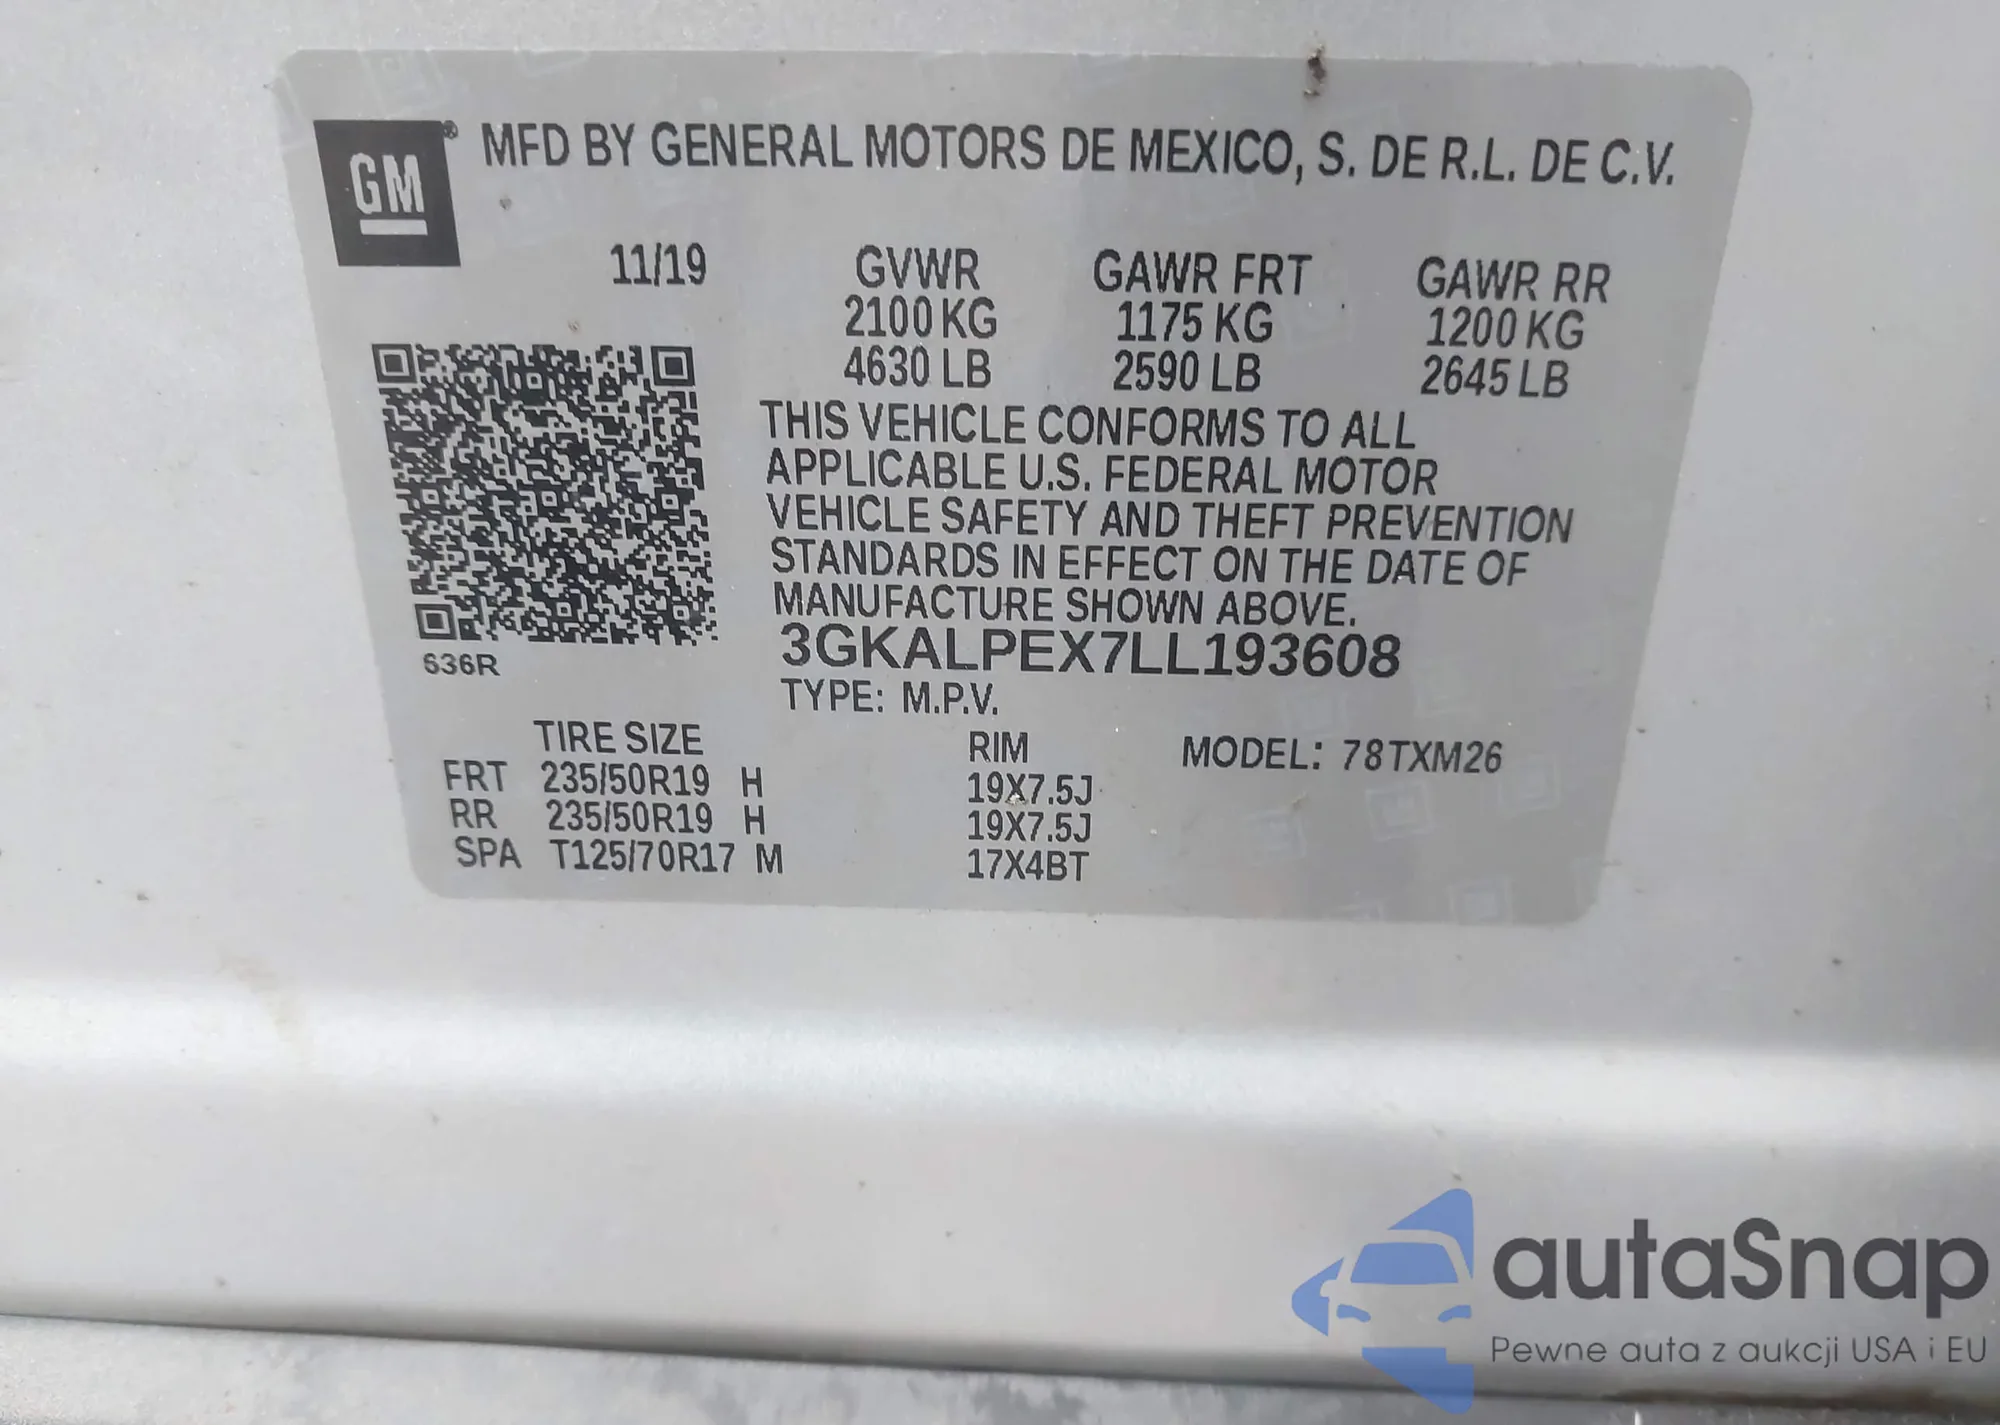 GM® MFD BY GENERAL MOTORS DE MEXICO, S. DE R.L. DE C.V.
11/19 GVWR GAWR FRT GAWR RR
2100 KG 1175 KG 1200 KG
4630 LB 2590 LB 2645 LB
THIS VEHICLE CONFORMS TO ALL
APPLICABLE U.S. FEDERAL MOTOR
VEHICLE SAFETY AND THEFT PREVENTION
STANDARDS IN EFFECT ON THE DATE OF
MANUFACTURE SHOWN ABOVE.
3GKALPEX7LL193608
636R
TYPE: M.P.V.
TIRE SIZE RIM MODEL: 78TXM26
FRT 235/50R19 H 19X7.5J
RR 235/50R19 H 19X7.5J
SPA T125/70R17 M 17X4BT
autaSnap
Pewne auta z aukcji USA i EU